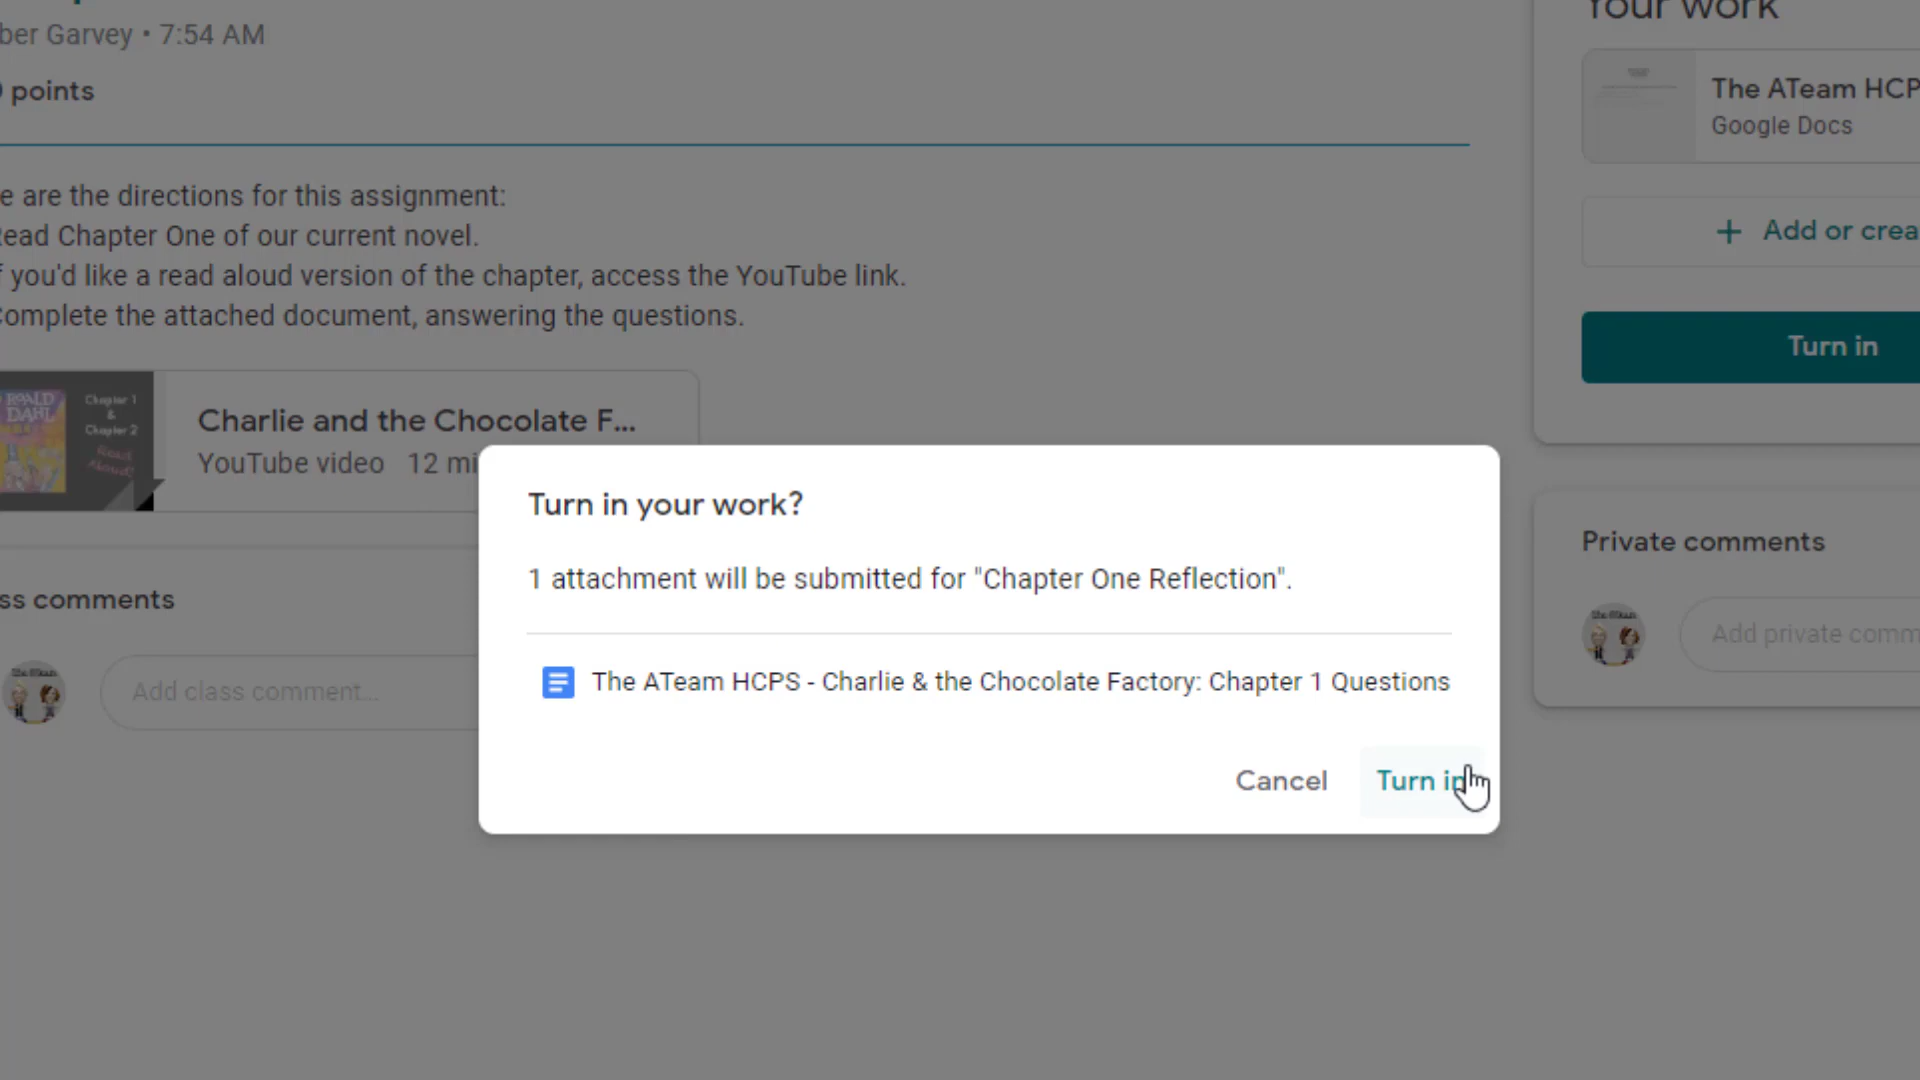 ber Garvey • 7:54 AM
points
e are the directions for this assignment:
ead Chapter One of our current novel.
f you'd like a read aloud version of the chapter, access the YouTube link.
omplete the attached document, answering the questions.
ROALD
DAHL
Chapter 1
&
Chapter 2
Read
Aloud!
Charlie and the Chocolate F...
YouTube video 12 mi
ss comments
Add class comment...
Turn in your work?
1 attachment will be submitted for "Chapter One Reflection".
The ATeam HCPS - Charlie & the Chocolate Factory: Chapter 1 Questions
Cancel
Turn in
Your work
The ATeam HCP
Google Docs
+ Add or crea
Turn in
Private comments
Add private comm